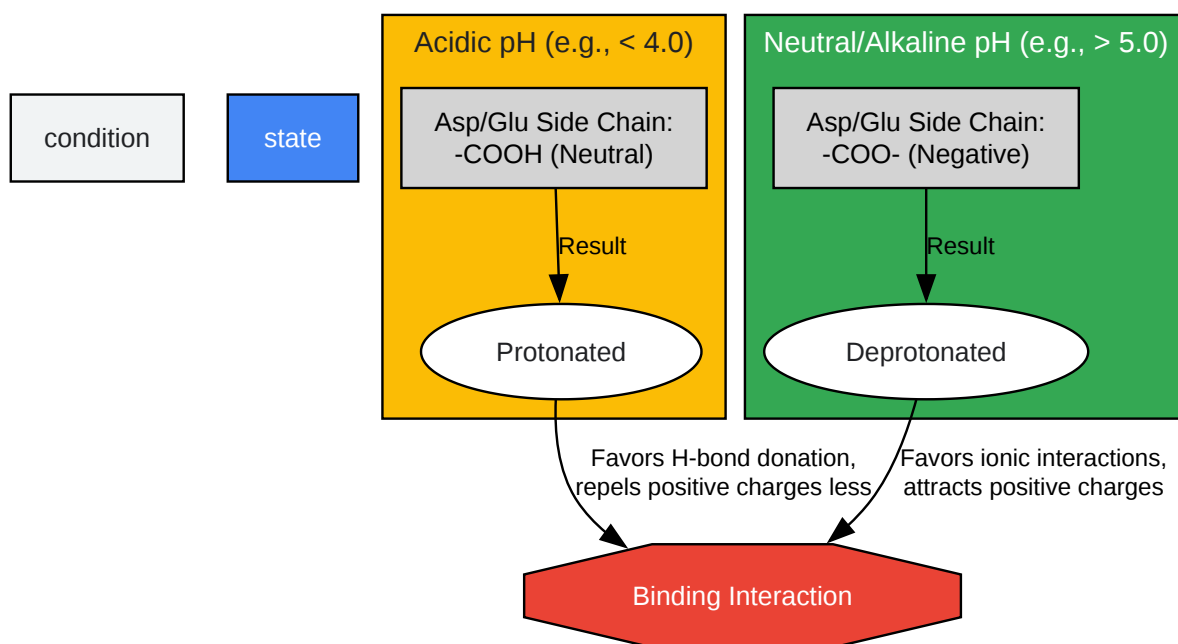 Acidic pH (e.g., < 4.0)
Neutral/Alkaline pH (e.g., > 5.0)
condition
state
Asp/Glu Side Chain:
-COOH (Neutral)
Asp/Glu Side Chain:
-COO- (Negative)
Result
Result
Protonated
Deprotonated
Favors H-bond donation,
repels positive charges less
Favors ionic interactions,
attracts positive charges
Binding Interaction